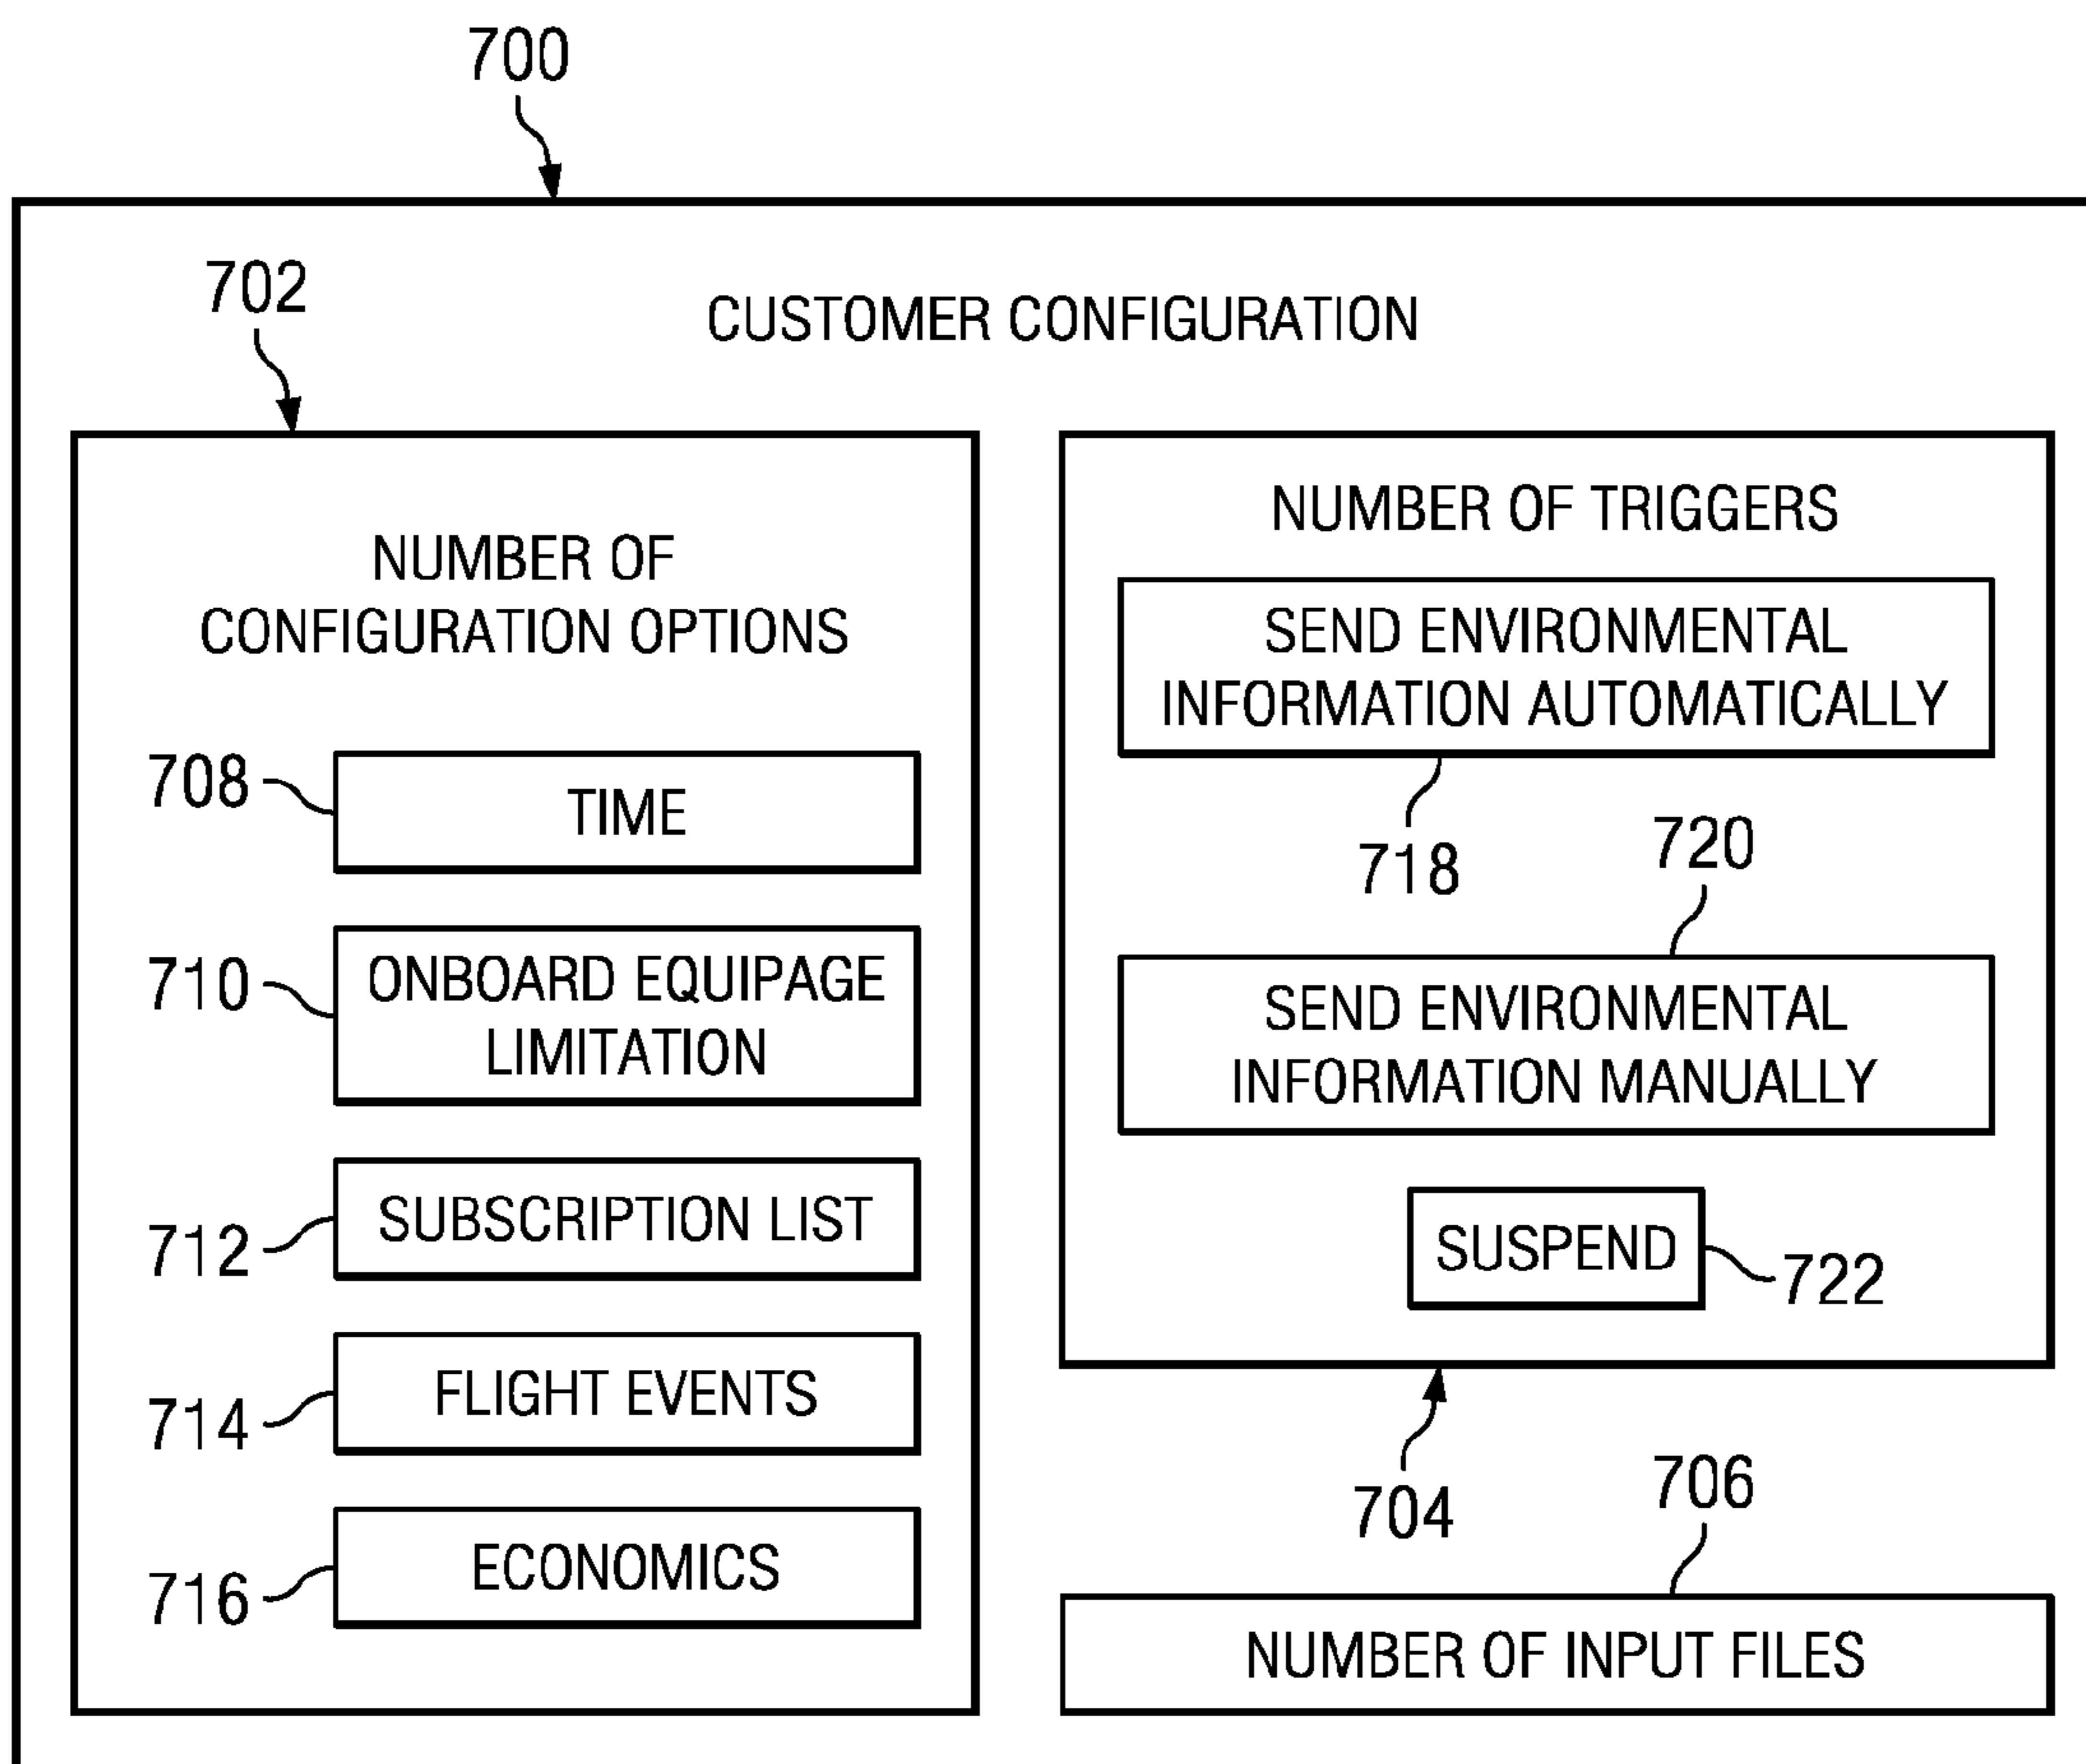 700
702
CUSTOMER CONFIGURATION
NUMBER OF
CONFIGURATION OPTIONS
708
TIME
710
ONBOARD EQUIPAGE
LIMITATION
712
SUBSCRIPTION LIST
714
FLIGHT EVENTS
716
ECONOMICS
NUMBER OF TRIGGERS
SEND ENVIRONMENTAL
INFORMATION AUTOMATICALLY
718
720
SEND ENVIRONMENTAL
INFORMATION MANUALLY
SUSPEND
722
704
706
NUMBER OF INPUT FILES